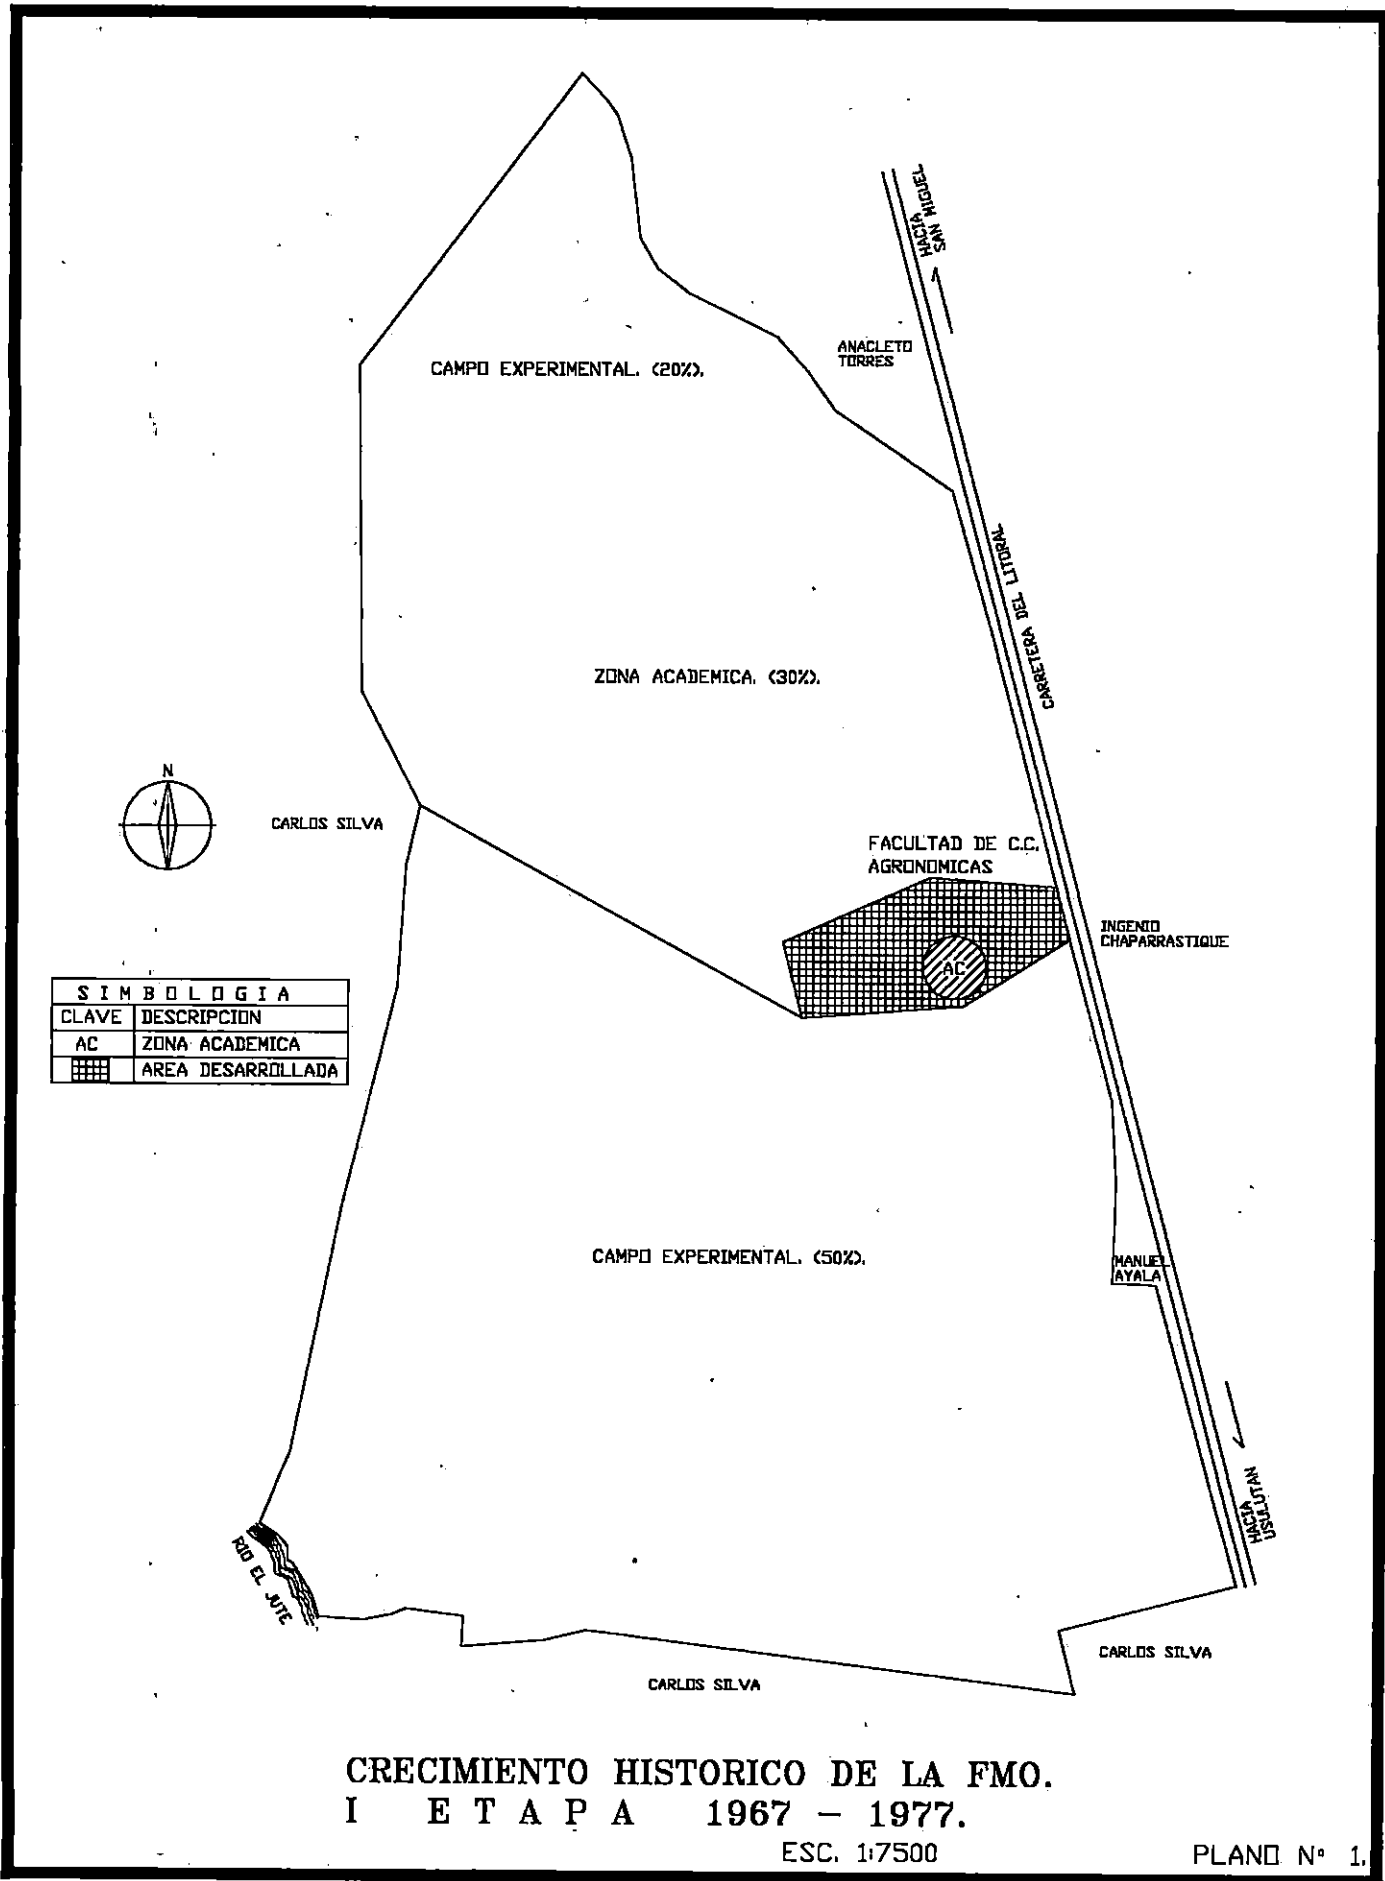 HACIA
SAN MIGUEL
ANACLETO
TORRES
CAMPO EXPERIMENTAL. (20%).
CARRETERA DEL LITORAL
ZONA ACADEMICA. (30%).
N
CARLOS SILVA
FACULTAD DE C.C.
AGRONOMICAS
INGENIO
CHAPARRASTIQUE
AC
SIMBOLOGIA
CLAVE DESCRIPCION
AC ZONA ACADEMICA
AREA DESARROLLADA
CAMPO EXPERIMENTAL. (50%).
MANUEL
AYALA
HACIA
USULUTAN
RIO EL JUTE
CARLOS SILVA
CARLOS SILVA
CRECIMIENTO HISTORICO DE LA FMO.
I ETAPA 1967 - 1977.
ESC. 1:7500
PLANO Nº 1.